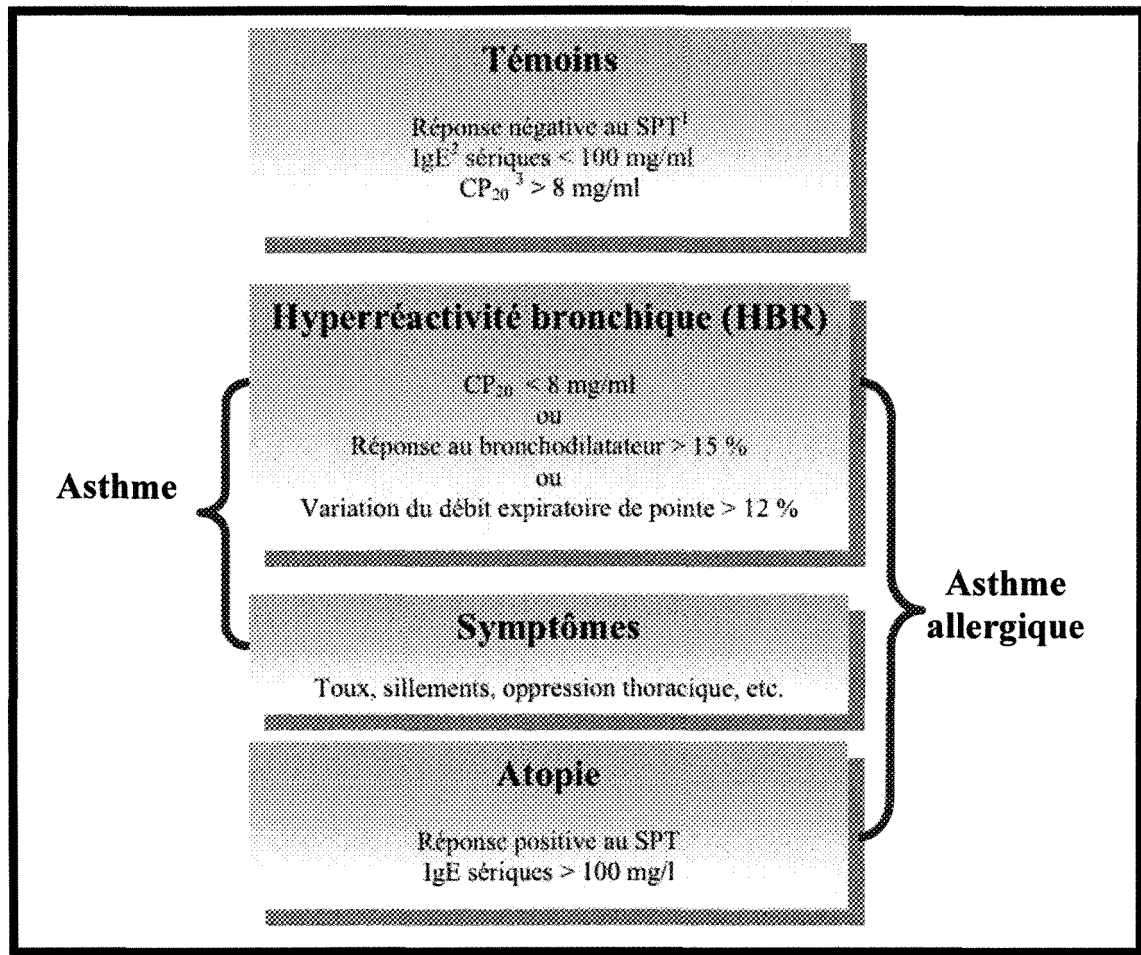 Témoins
Réponse négative au SPT¹
IgE² sériques < 100 mg/ml
CP₂₀ ³ > 8 mg/ml
Hyperréactivité bronchique (HBR)
CP₂₀ < 8 mg/ml
ou
Réponse au bronchodilatateur > 15 %
ou
Variation du débit expiratoire de pointe > 12 %
Asthme
Symptômes
Toux, sillements, oppression thoracique, etc.
Asthme
allergique
Atopie
Réponse positive au SPT
IgE sériques > 100 mg/l